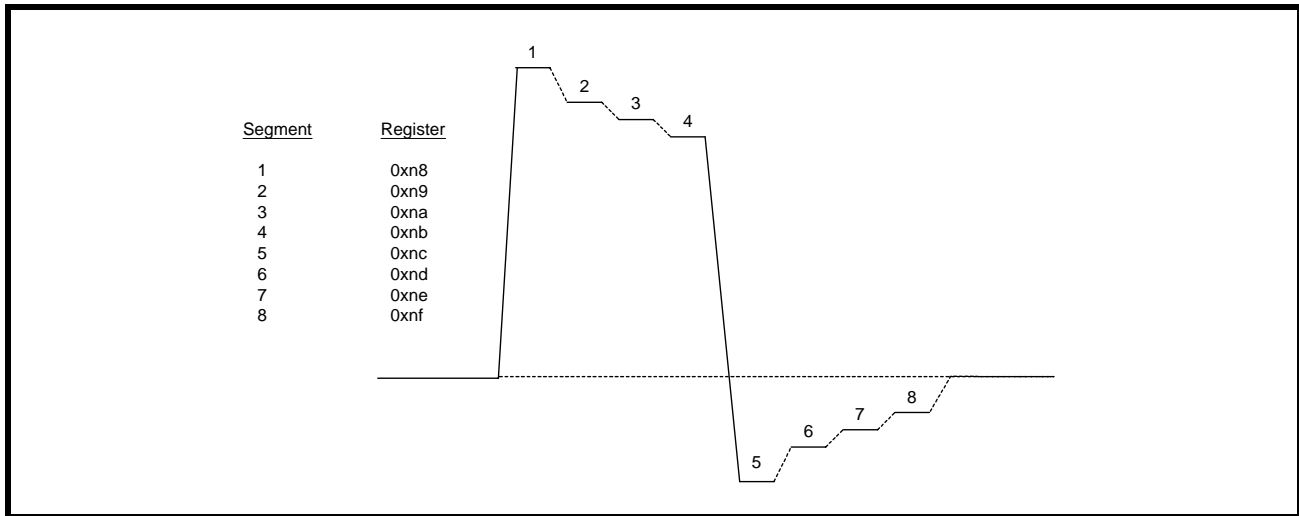 Segment Register
1 0xn8
2 0xn9
3 0xna
4 0xnb
5 0xnc
6 0xnd
7 0xne
8 0xnf
1
2
3
4
5
6
7
8